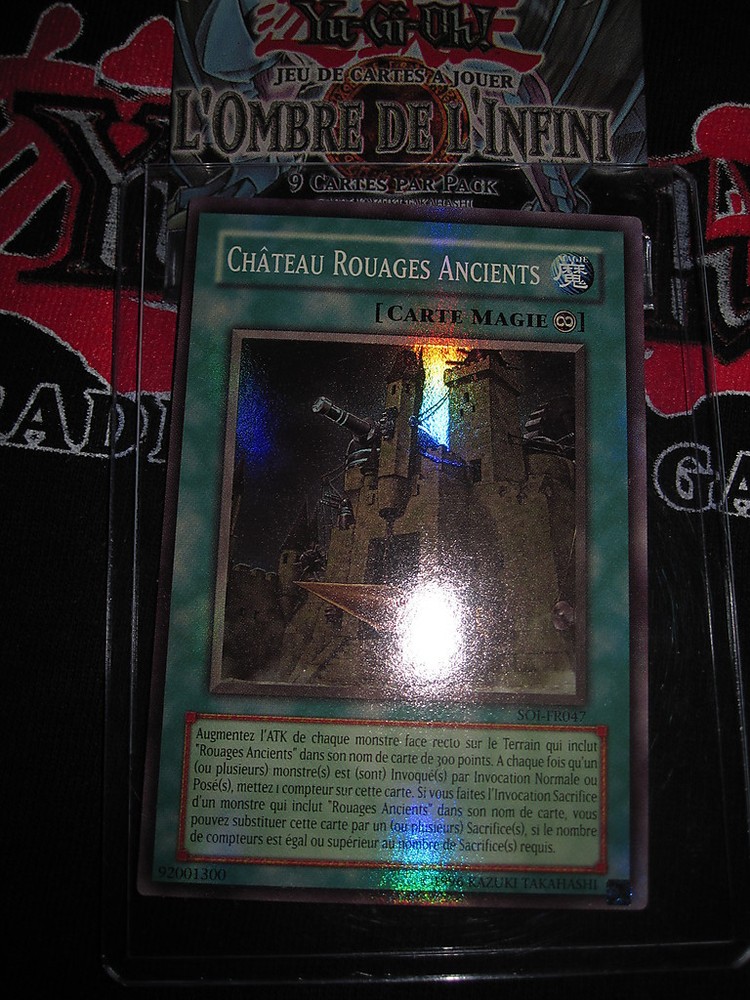 Yu-Gi-Oh!
JEU DE CARTES A JOUER
L'OMBRE DE L'INFINI
9 CARTES PAR PACK
CHÂTEAU ROUAGES ANCIENTS
MAGIE
魔
[CARTE MAGIE ]
SOI-FR047
Augmentez l'ATK de chaque monstre face recto sur le Terrain qui inclut
"Rouages Ancients" dans son nom de carte de 300 points. A chaque fois qu'un
(ou plusieurs) monstre(s) est (sont) Invoqué(s) par Invocation Normale ou
Posé(s), mettez 1 compteur sur cette carte. Si vous faites l'Invocation Sacrifice
d'un monstre qui inclut "Rouages Ancients" dans son nom de carte, vous
pouvez substituer cette carte par un (ou plusieurs) Sacrifice(s), si le nombre
de compteurs est égal ou supérieur au nombre de Sacrifice(s) requis.
92001300
©1996 KAZUKI TAKAHASHI
RADI
GA